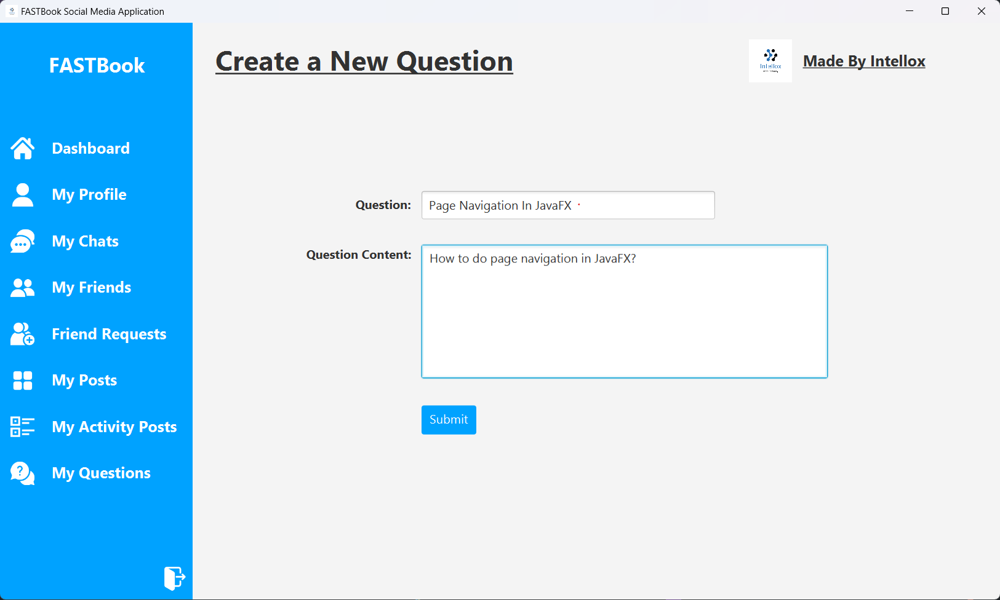 FASTBook Social Media Application
FASTBook
Create a New Question
Intellox
Made By Intellox
Dashboard
My Profile
My Chats
My Friends
Friend Requests
My Posts
My Activity Posts
My Questions
Question:
Page Navigation In JavaFX
Question Content:
How to do page navigation in JavaFX?
Submit